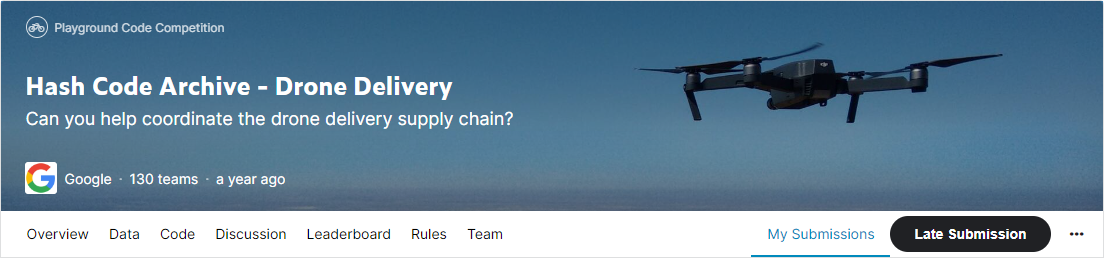 Playground Code Competition
Hash Code Archive - Drone Delivery
Can you help coordinate the drone delivery supply chain?
Google · 130 teams · a year ago
Overview Data Code Discussion Leaderboard Rules Team My Submissions Late Submission